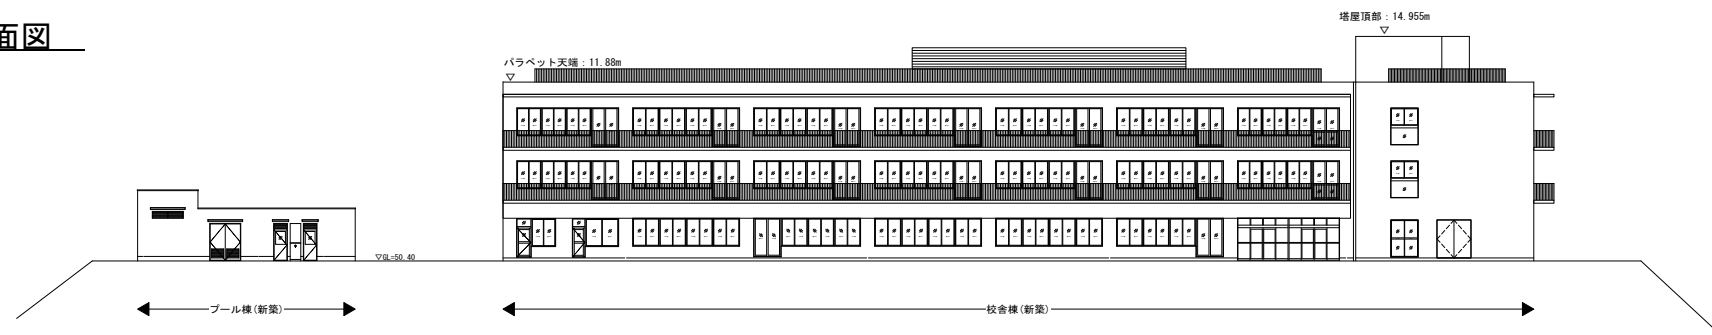 面図
塔屋頂部：14.955m
パラペット天端：11.88m
▽GL=50.40
プール棟(新築)
校舎棟(新築)